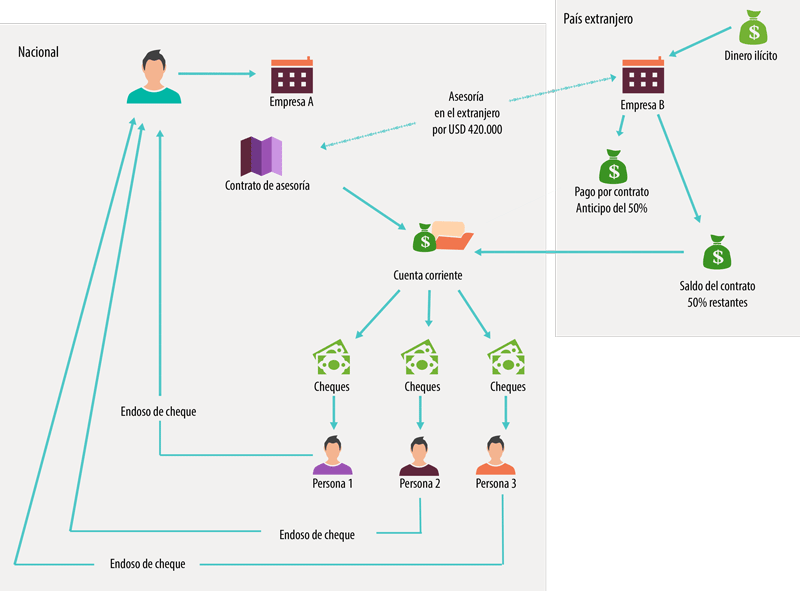 Nacional
País extranjero
Dinero ilícito
Empresa A
Asesoría
en el extranjero
por USD 420.000
Empresa B
Contrato de asesoría
Pago por contrato
Anticipo del 50%
Cuenta corriente
Saldo del contrato
50% restantes
Cheques
Cheques
Cheques
Endoso de cheque
Persona 1
Persona 2
Persona 3
Endoso de cheque
Endoso de cheque